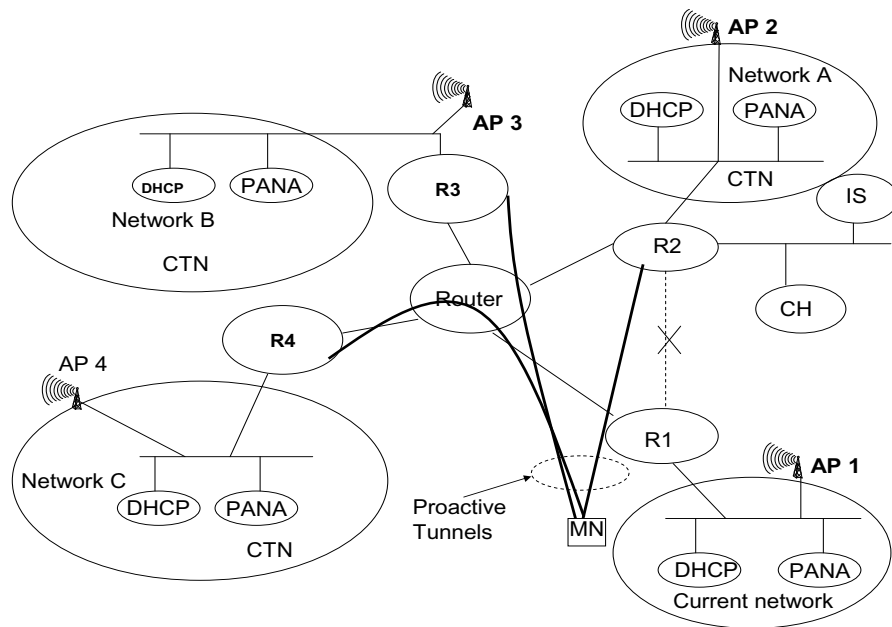 AP 2
Network A
DHCP
PANA
CTN
IS
AP 3
DHCP
PANA
Network B
CTN
R3
R2
Router
CH
R4
AP 4
Network C
DHCP
PANA
CTN
R1
AP 1
Proactive
Tunnels
MN
DHCP
PANA
Current network